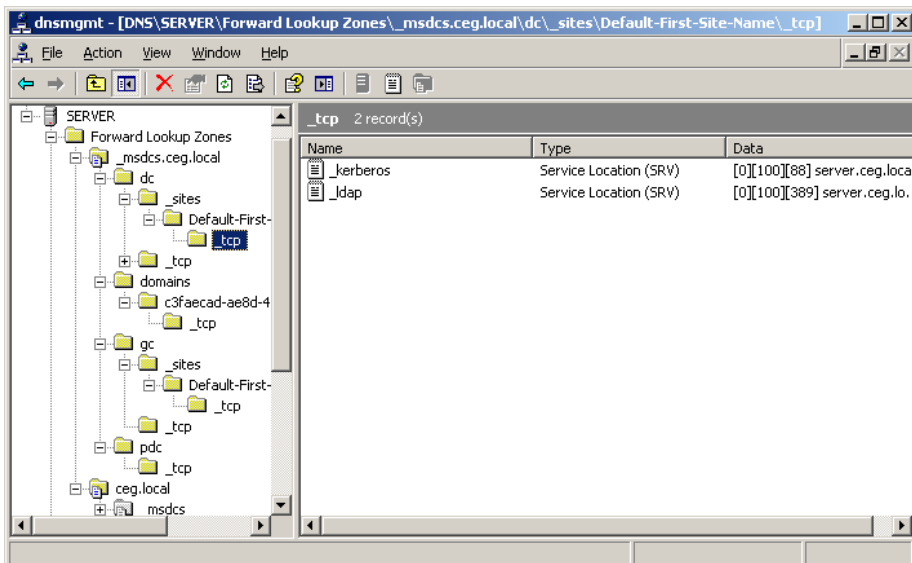 dnsmgmt - [DNS\SERVER\Forward Lookup Zones\_msdcs.ceg.local\dc\_sites\Default-First-Site-Name\_tcp]
File Action View Window Help
SERVER
Forward Lookup Zones
_msdcs.ceg.local
dc
_sites
Default-First-
_tcp
_tcp
domains
c3faecad-ae8d-4
_tcp
gc
_sites
Default-First-
_tcp
_tcp
pdc
_tcp
ceg.local
_msdcs
_tcp 2 record(s)
Name Type Data
_kerberos Service Location (SRV) [0][100][88] server.ceg.loca
_ldap Service Location (SRV) [0][100][389] server.ceg.lo.